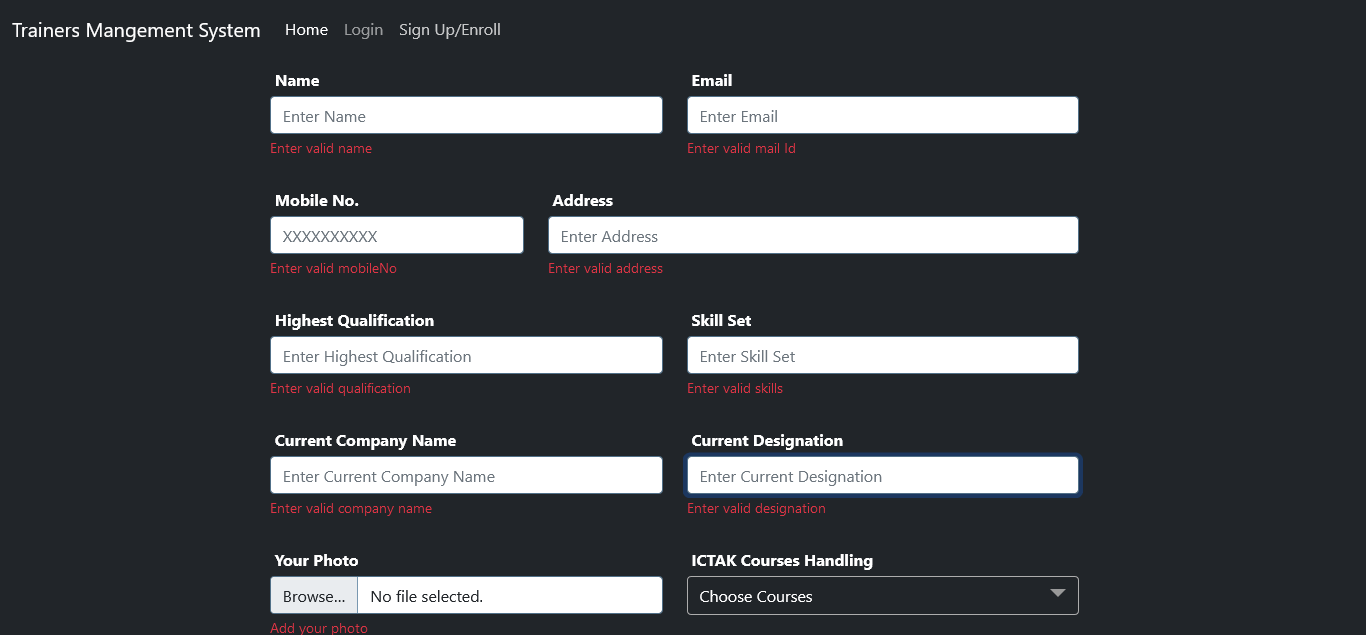 Trainers Mangement System Home Login Sign Up/Enroll
Name Email
Enter Name Enter Email
Enter valid name Enter valid mail Id
Mobile No. Address
XXXXXXXXXX Enter Address
Enter valid mobileNo Enter valid address
Highest Qualification Skill Set
Enter Highest Qualification Enter Skill Set
Enter valid qualification Enter valid skills
Current Company Name Current Designation
Enter Current Company Name Enter Current Designation
Enter valid company name Enter valid designation
Your Photo ICTAK Courses Handling
Browse... No file selected. Choose Courses
Add your photo